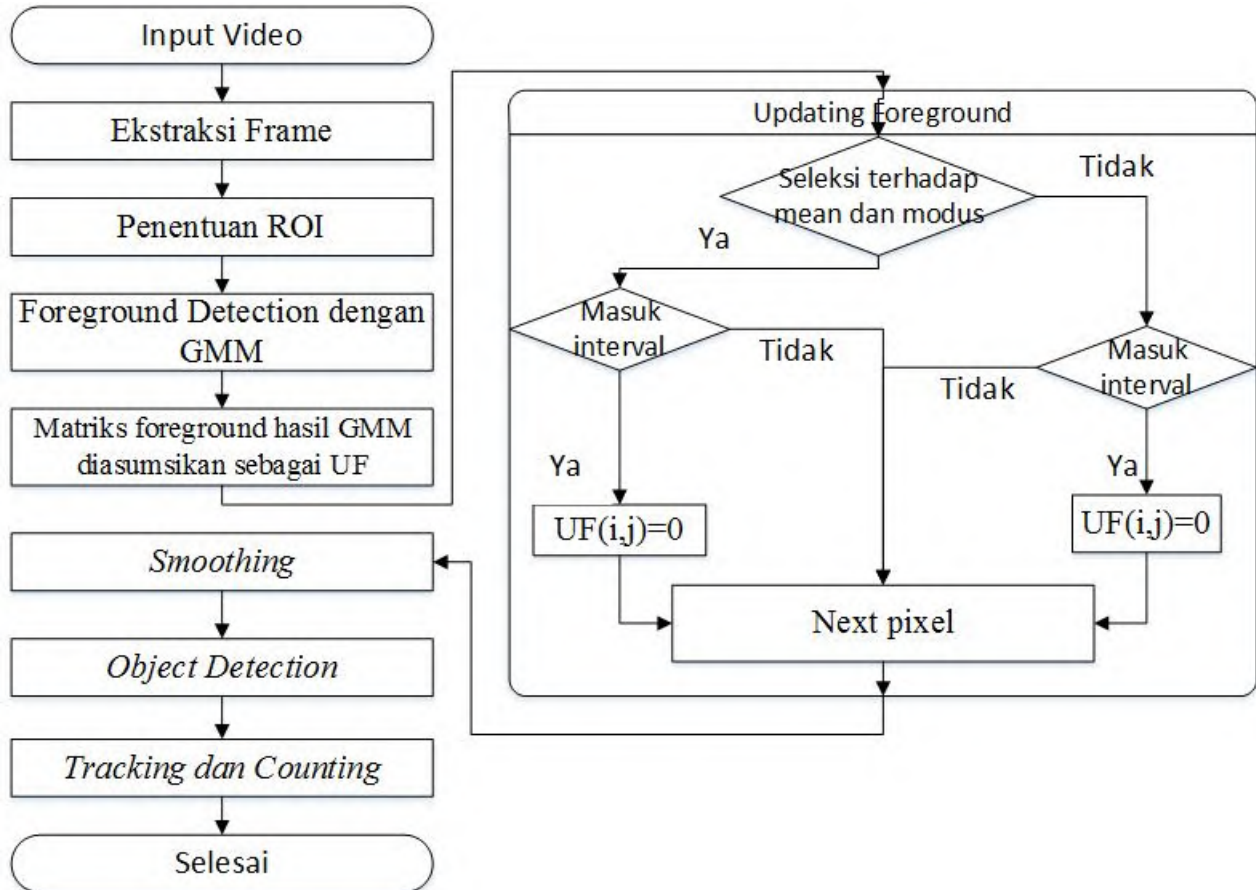 Input Video
Ekstraksi Frame
Penentuan ROI
Foreground Detection dengan
GMM
Matriks foreground hasil GMM
diasumsikan sebagai UF
Updating Foreground
Seleksi terhadap
mean dan modus
Tidak
Ya
Masuk
interval
Tidak
Masuk
interval
Tidak
Ya
UF(i,j)=0
Ya
UF(i,j)=0
Next pixel
Smoothing
Object Detection
Tracking dan Counting
Selesai